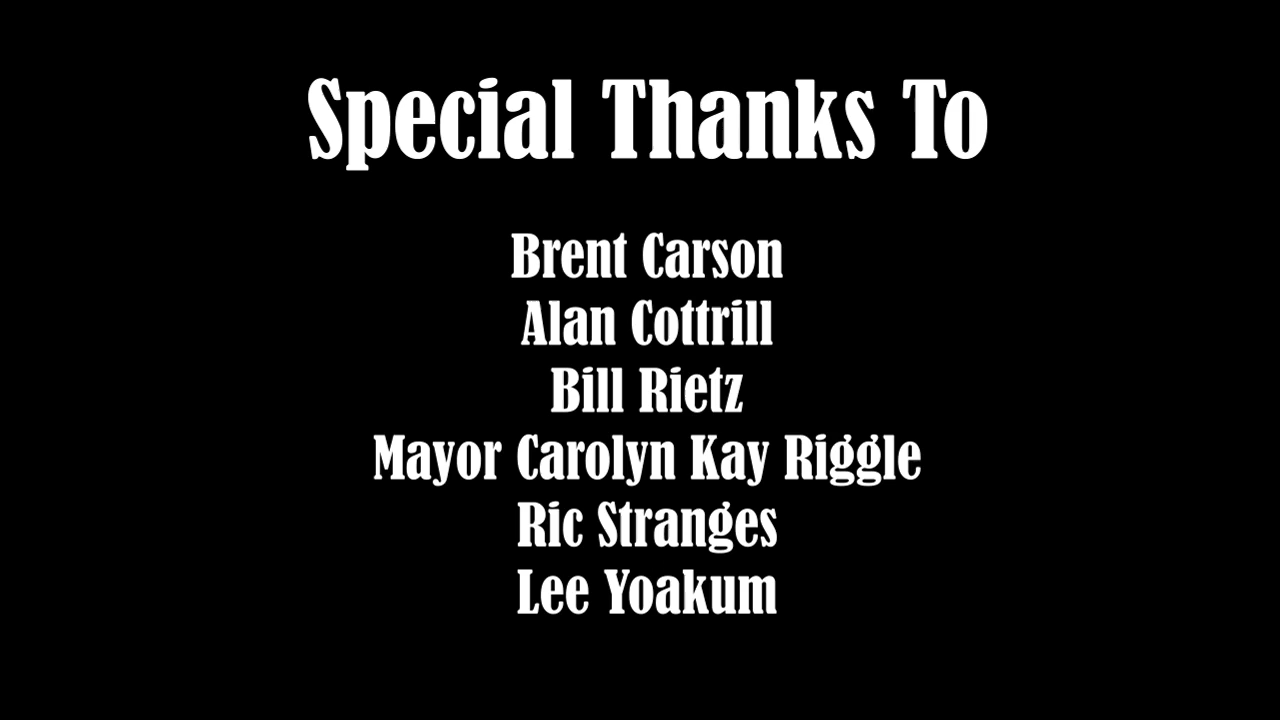 Special Thanks To
Brent Carson
Alan Cottrill
Bill Rietz
Mayor Carolyn Kay Riggle
Ric Stranges
Lee Yoakum